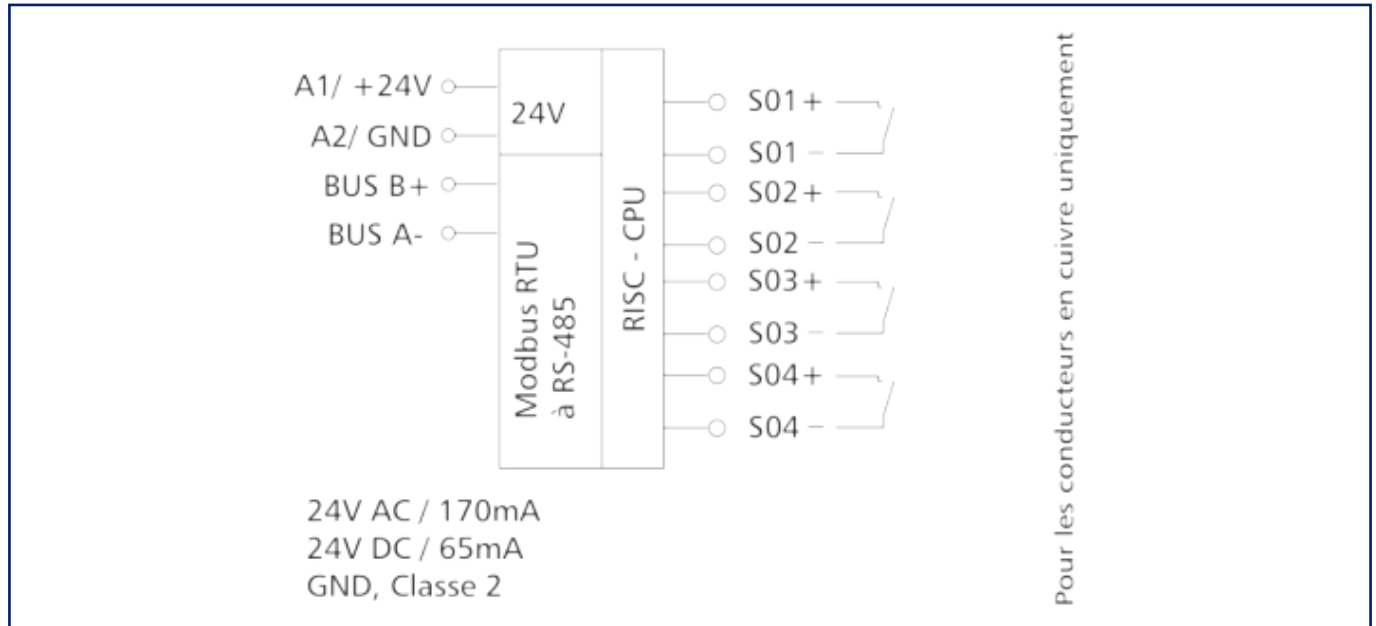 A1/ +24V
A2/ GND
BUS B+
BUS A-
24V
Modbus RTU
à RS-485
RISC - CPU
S01+
S01 -
S02+
S02 -
S03+
S03 -
S04+
S04 -
24V AC / 170mA
24V DC / 65mA
GND, Classe 2
Pour les conducteurs en cuivre uniquement